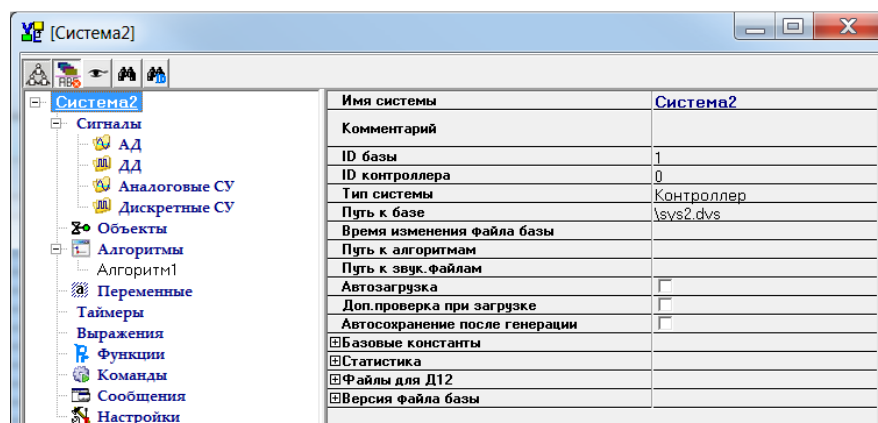 [Система2]
Система2
Сигналы
АД
ДД
Аналоговые СУ
Дискретные СУ
Объекты
Алгоритмы
Алгоритм1
Переменные
Таймеры
Выражения
Функции
Команды
Сообщения
Настройки
Имя системы Система2
Комментарий
ID базы 1
ID контроллера 0
Тип системы Контроллер
Путь к базе \sys2.dvs
Время изменения файла базы
Путь к алгоритмам
Путь к звук.файлам
Автозагрузка
Доп.проверка при загрузке
Автосохранение после генерации
Базовые константы
Статистика
Файлы для Д12
Версия файла базы